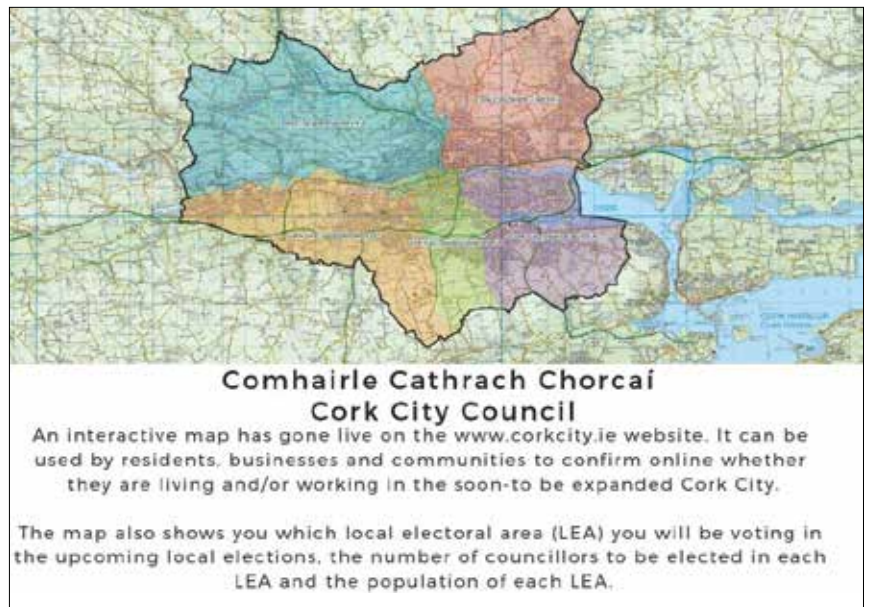 Comhairle Cathrach Chorcaí
Cork City Council
An interactive map has gone live on the www.corkcity.ie website. It can be
used by residents, businesses and communities to confirm online whether
they are living and/or working in the soon-to be expanded Cork City.
The map also shows you which local electoral area (LEA) you will be voting in
the upcoming local elections, the number of councillors to be elected in each
LEA and the population of each LEA.